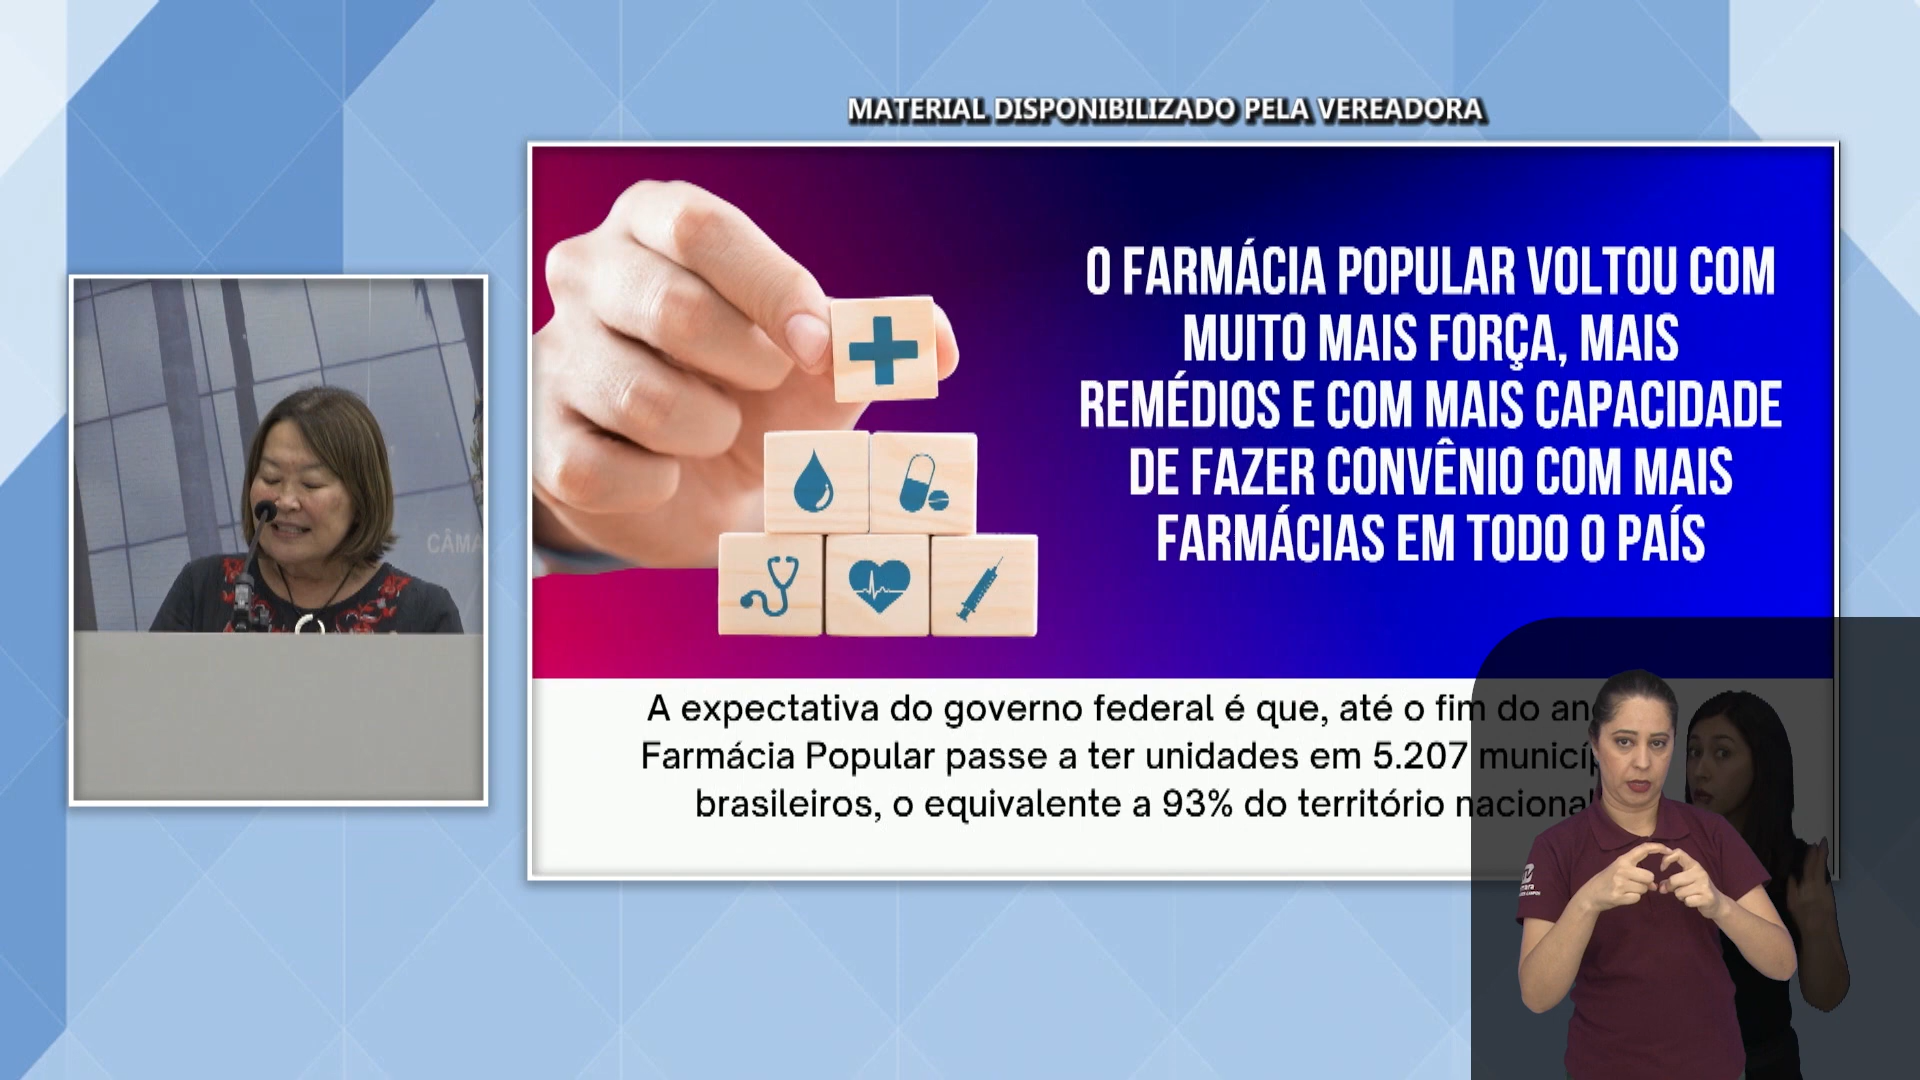 MATERIAL DISPONIBILIZADO PELA VEREADORA
O FARMÁCIA POPULAR VOLTOU COM
MUITO MAIS FORÇA, MAIS
REMÉDIOS E COM MAIS CAPACIDADE
DE FAZER CONVÊNIO COM MAIS
FARMÁCIAS EM TODO O PAÍS
A expectativa do governo federal é que, até o fim do
Farmácia Popular passe a ter unidades em 5.207
brasileiros, o equivalente a 93% do território nacional
CÂMA